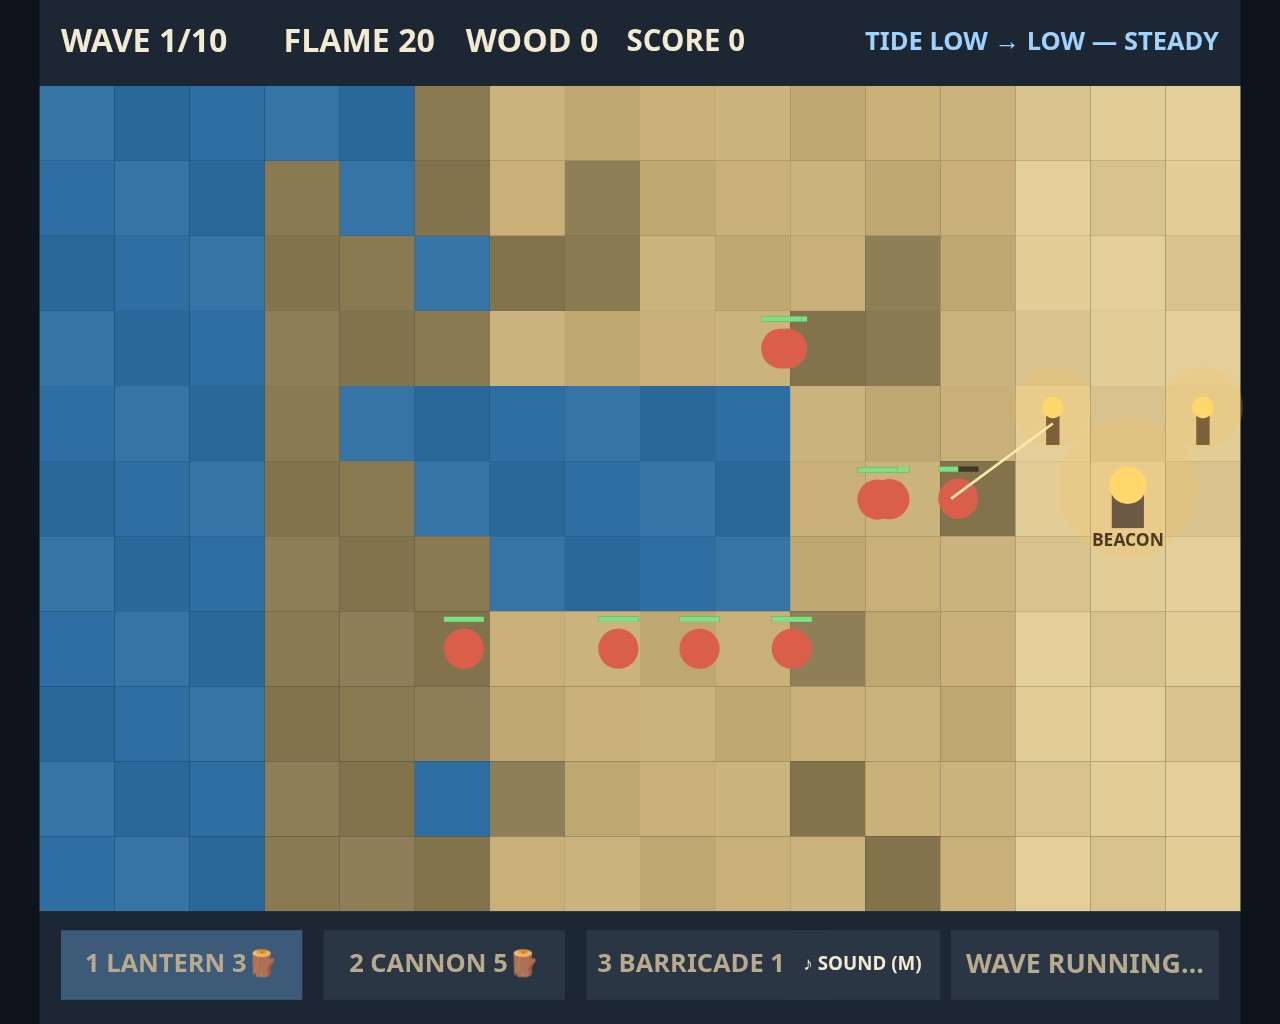 WAVE 1/10 FLAME 20 WOOD 0 SCORE 0 TIDE LOW → LOW — STEADY
BEACON
1 LANTERN 3🪵 2 CANNON 5🪵 3 BARRICADE 1 ♪ SOUND (M) WAVE RUNNING...